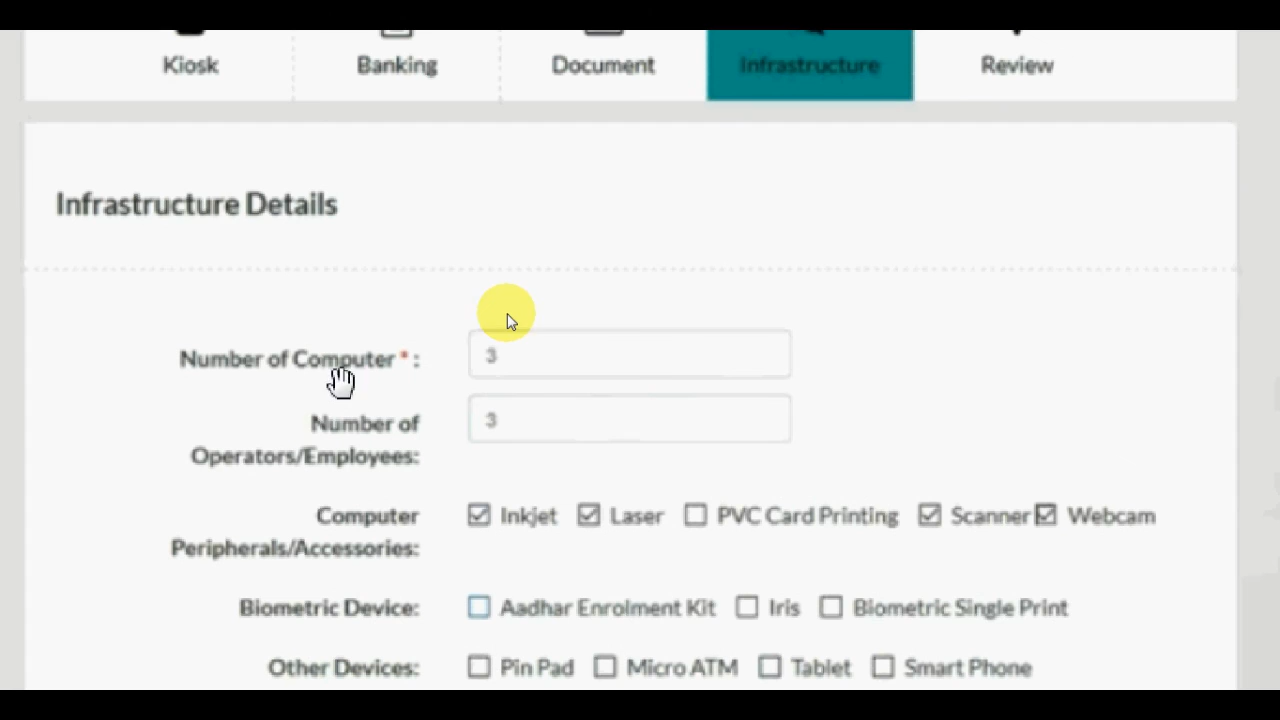 Kiosk Banking Document Infrastructure Review
Infrastructure Details
Number of Computer * : 3
Number of Operators/Employees: 3
Computer Peripherals/Accessories: Inkjet Laser PVC Card Printing Scanner Webcam
Biometric Device: Aadhar Enrolment Kit Iris Biometric Single Print
Other Devices: Pin Pad Micro ATM Tablet Smart Phone